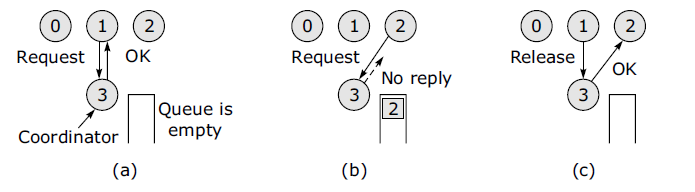 0 1 2
Request OK
3
Queue is
empty
Coordinator
(a)
0 1 2
Request
No reply
3
2
(b)
0 1 2
Release
OK
3
(c)